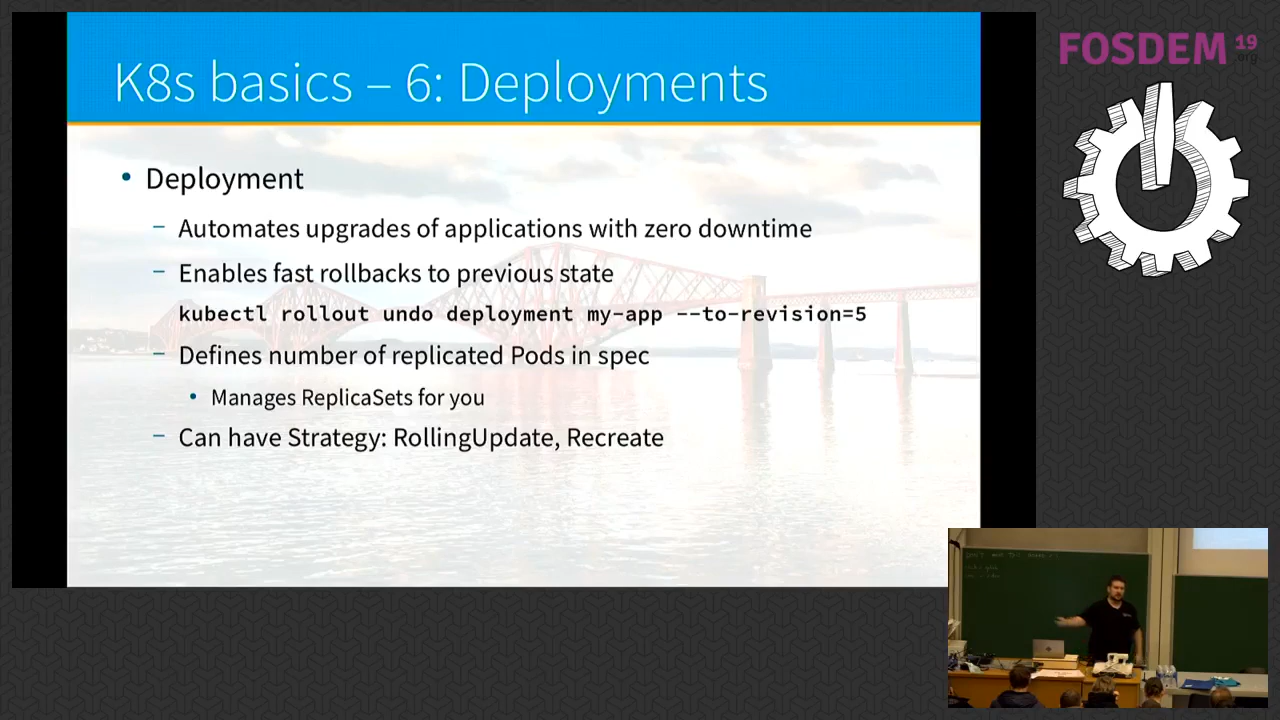 K8s basics – 6: Deployments
FOSDEM 19
.org
• Deployment
– Automates upgrades of applications with zero downtime
– Enables fast rollbacks to previous state
kubectl rollout undo deployment my-app --to-revision=5
– Defines number of replicated Pods in spec
• Manages ReplicaSets for you
– Can have Strategy: RollingUpdate, Recreate